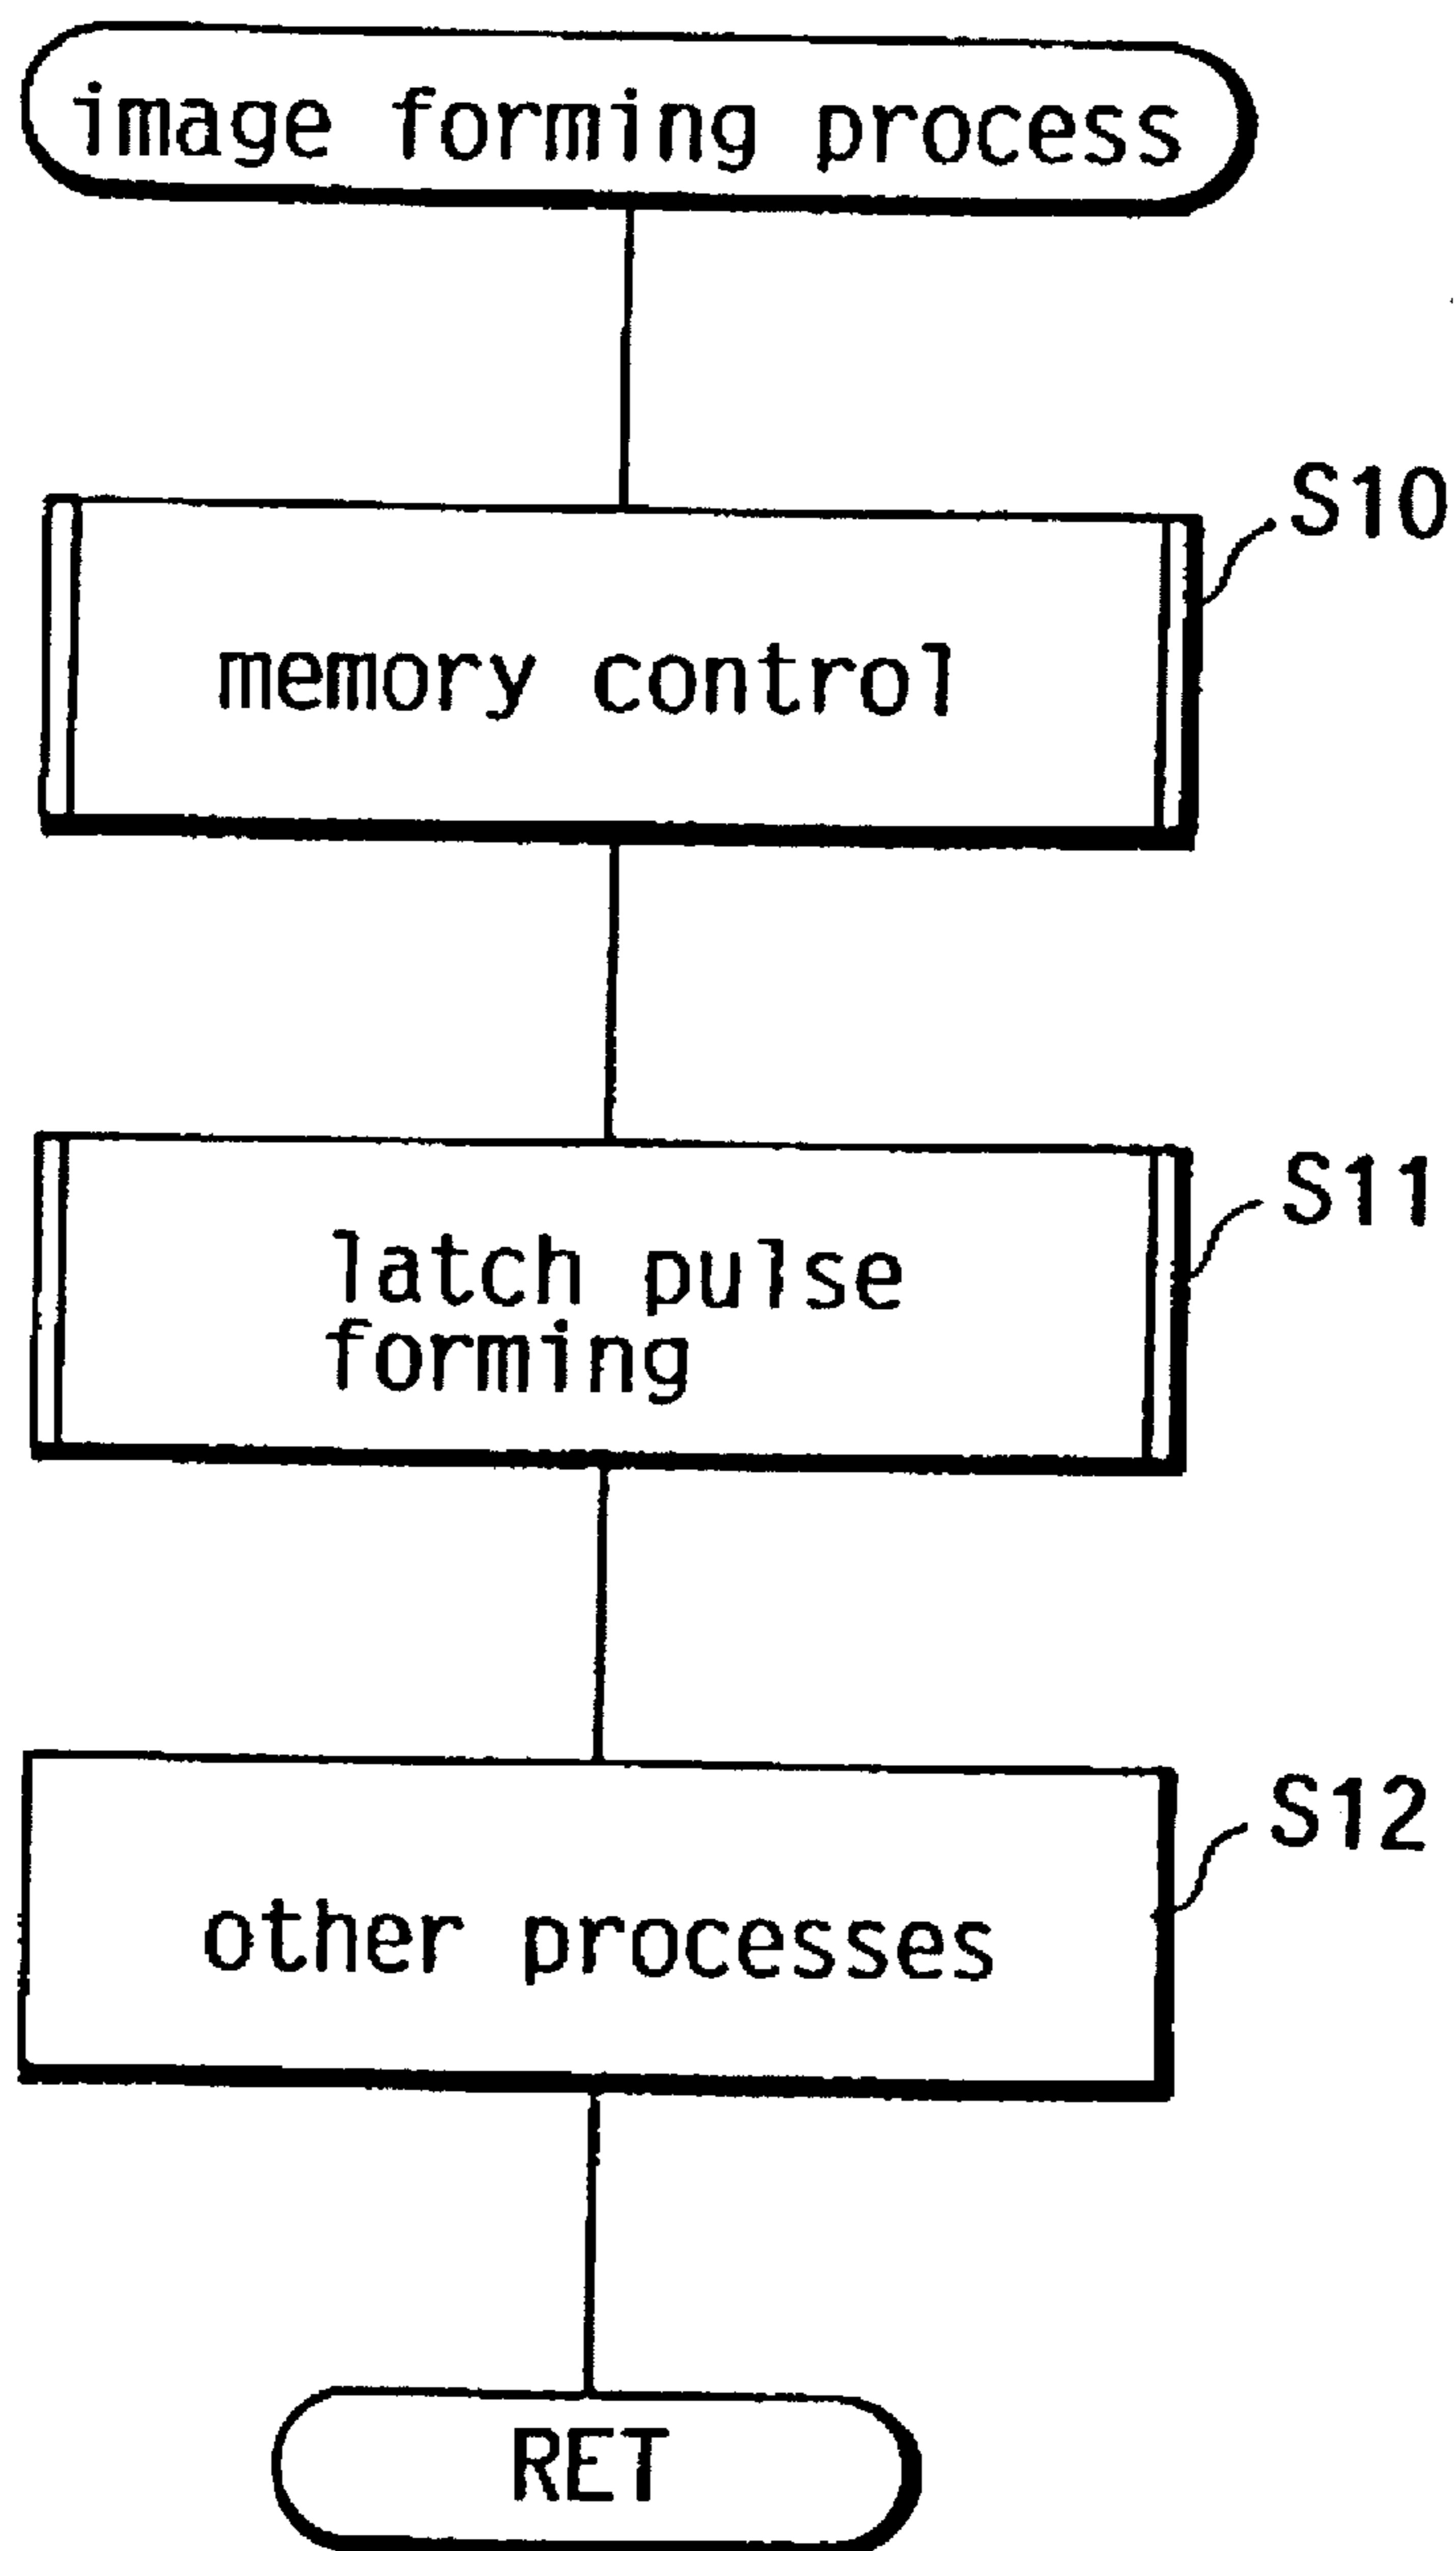 image forming process
S10
memory control
S11
latch pulse
forming
S12
other processes
RET